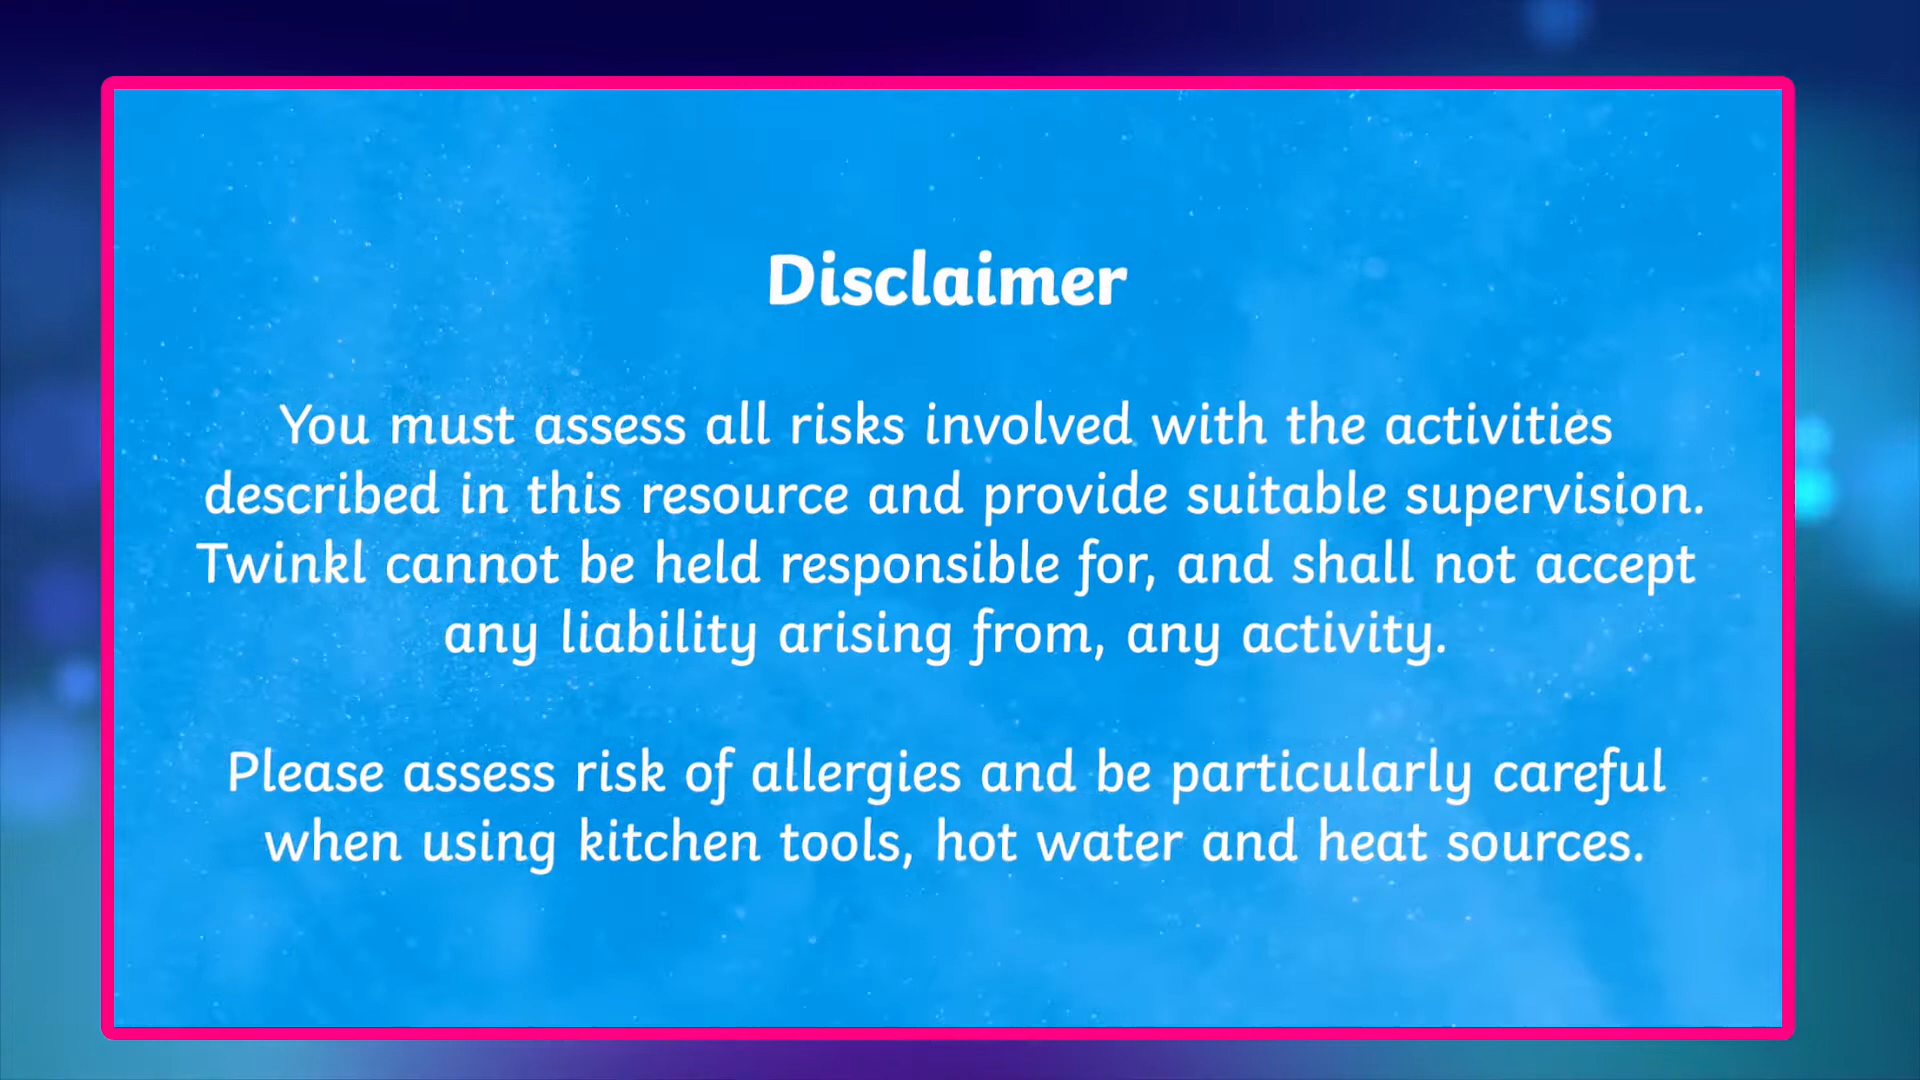 Disclaimer
You must assess all risks involved with the activities
described in this resource and provide suitable supervision.
Twinkl cannot be held responsible for, and shall not accept
any liability arising from, any activity.
Please assess risk of allergies and be particularly careful
when using kitchen tools, hot water and heat sources.